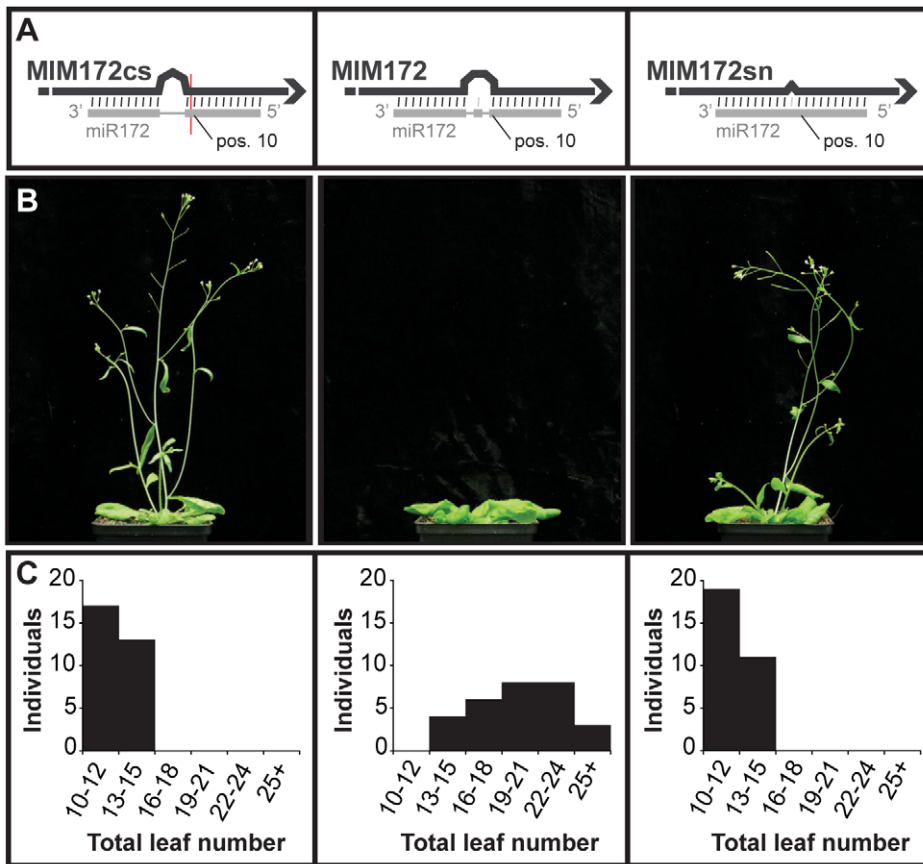 A
MIM172cs
3’
5’
miR172
pos. 10
MIM172
3’
5’
miR172
pos. 10
MIM172sn
3’
5’
miR172
pos. 10
B
C
Individuals
20
15
10
5
0
10-12
13-15
16-18
19-21
22-24
25+
Total leaf number
Individuals
20
15
10
5
0
10-12
13-15
16-18
19-21
22-24
25+
Total leaf number
Individuals
20
15
10
5
0
10-12
13-15
16-18
19-21
22-24
25+
Total leaf number